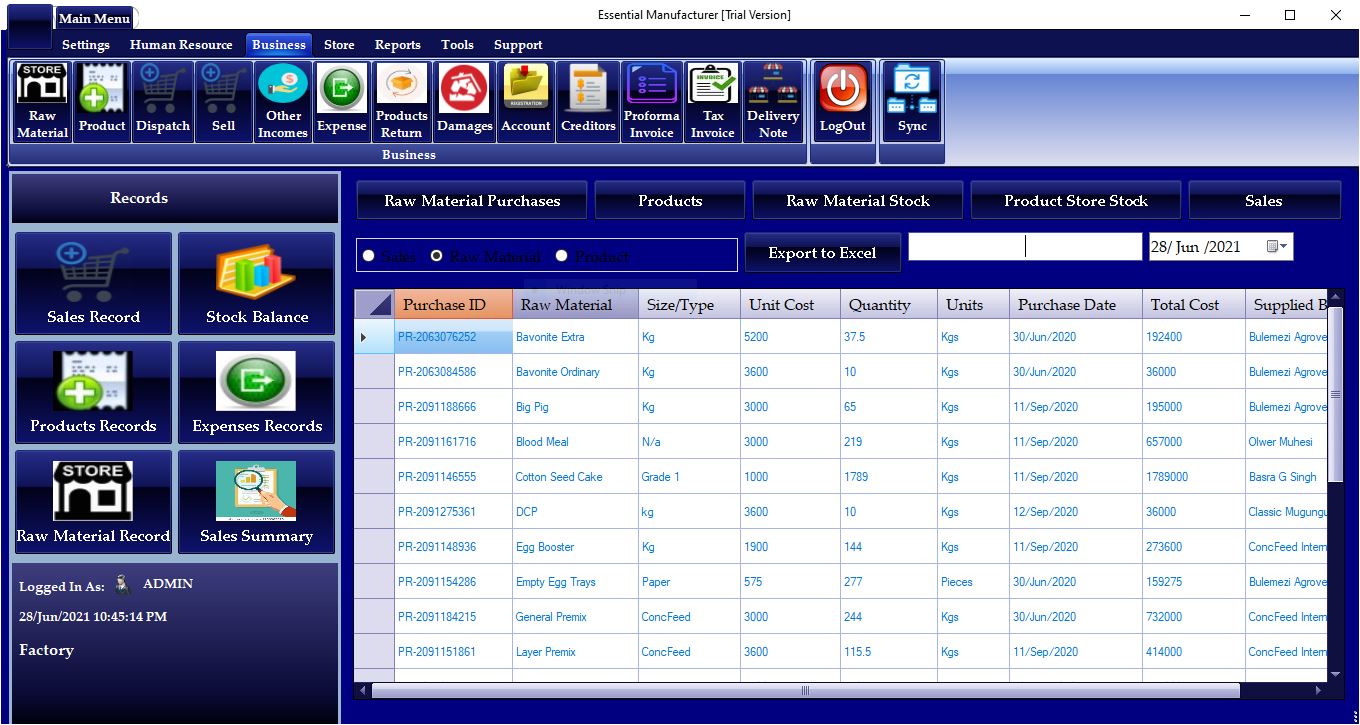 Main Menu
Essential Manufacturer [Trial Version]
Settings Human Resource Business Store Reports Tools Support
STORE
Raw Material
Product
Dispatch
Sell
Other Incomes
Expense
Products Return
Damages
REGISTRATION
Account
Creditors
Proforma Invoice
INVOICE
Tax Invoice
Delivery Note
LogOut
Sync
Business
Records
Raw Material Purchases Products Raw Material Stock Product Store Stock Sales
Sales Raw Material Product
Export to Excel
28/ Jun /2021
Sales Record Stock Balance
Products Records Expenses Records
STORE
Raw Material Record Sales Summary
Logged In As: ADMIN
28/Jun/2021 10:45:14 PM
Factory
Window Snip
Purchase ID Raw Material Size/Type Unit Cost Quantity Units Purchase Date Total Cost Supplied B
PR-2063076252 Bavonite Extra Kg 5200 37.5 Kgs 30/Jun/2020 192400 Bulemezi Agrove
PR-2063084586 Bavonite Ordinary Kg 3600 10 Kgs 30/Jun/2020 36000 Bulemezi Agrove
PR-2091188666 Big Pig Kg 3000 65 Kgs 11/Sep/2020 195000 Bulemezi Agrove
PR-2091161716 Blood Meal N/a 3000 219 Kgs 11/Sep/2020 657000 Olwer Muhesi
PR-2091146555 Cotton Seed Cake Grade 1 1000 1789 Kgs 11/Sep/2020 1789000 Basra G Singh
PR-2091275361 DCP kg 3600 10 Kgs 12/Sep/2020 36000 Classic Mugungu
PR-2091148936 Egg Booster Kg 1900 144 Kgs 11/Sep/2020 273600 ConcFeed Intern
PR-2091154286 Empty Egg Trays Paper 575 277 Pieces 30/Jun/2020 159275 Bulemezi Agrove
PR-2091184215 General Premix ConcFeed 3000 244 Kgs 30/Jun/2020 732000 ConcFeed Intern
PR-2091151861 Layer Premix ConcFeed 3600 115.5 Kgs 11/Sep/2020 414000 ConcFeed Intern